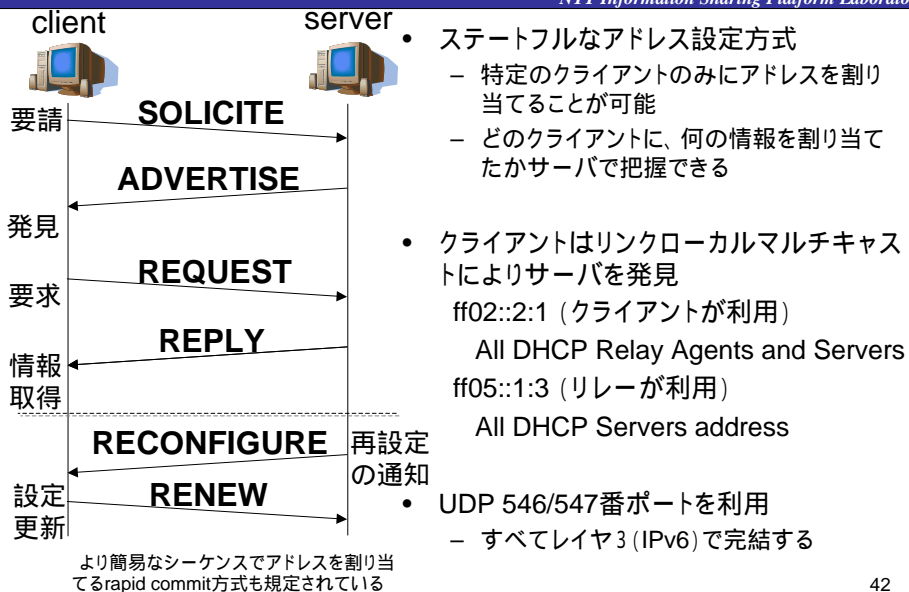 NTT Information Sharing Platform Laborato
client
server
要請
SOLICITE
ADVERTISE
発見
REQUEST
要求
REPLY
情報
取得
RECONFIGURE
再設定
の通知
設定
更新
RENEW
より簡易なシーケンスでアドレスを割り当
てるrapid commit方式も規定されている
• ステートフルなアドレス設定方式
– 特定のクライアントのみにアドレスを割り
当てることが可能
– どのクライアントに、何の情報を割り当て
たかサーバで把握できる
• クライアントはリンクローカルマルチキャス
トによりサーバを発見
ff02::2:1 (クライアントが利用)
All DHCP Relay Agents and Servers
ff05::1:3 (リレーが利用)
All DHCP Servers address
• UDP 546/547番ポートを利用
– すべてレイヤ3(IPv6)で完結する
42